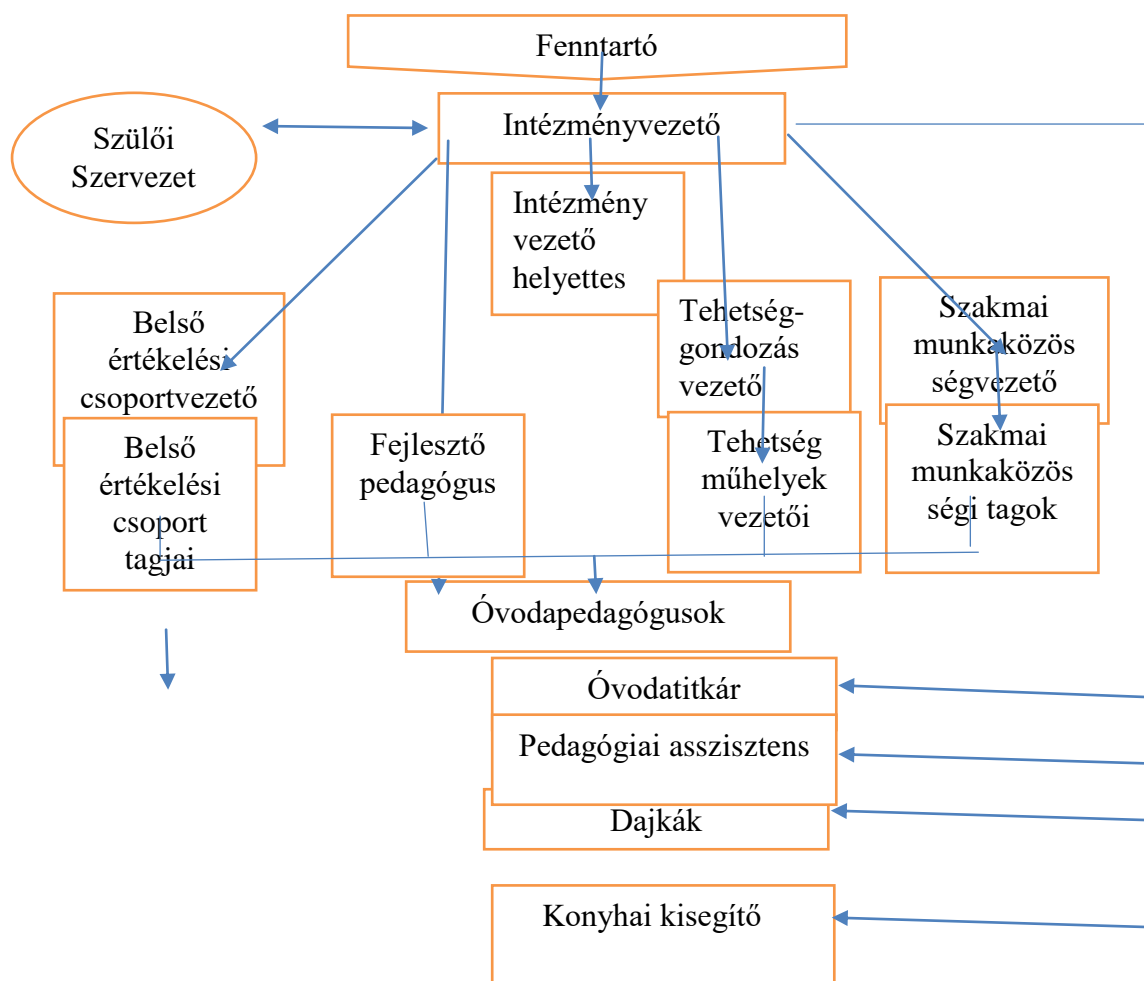 Fenntartó
Intézményvezető
Szülői
Szervezet
Intézmény
vezető
helyettes
Belső
értékelési
csoportvezető
Tehetség-
gondozás
vezető
Szakmai
munkaközös
ségvezető
Belső
értékelési
csoport
tagjai
Fejlesztő
pedagógus
Tehetség
műhelyek
vezetői
Szakmai
munkaközös
ségi tagok
Óvodapedagógusok
Óvodatitkár
Pedagógiai asszisztens
Dajkák
Konyhai kisegítő